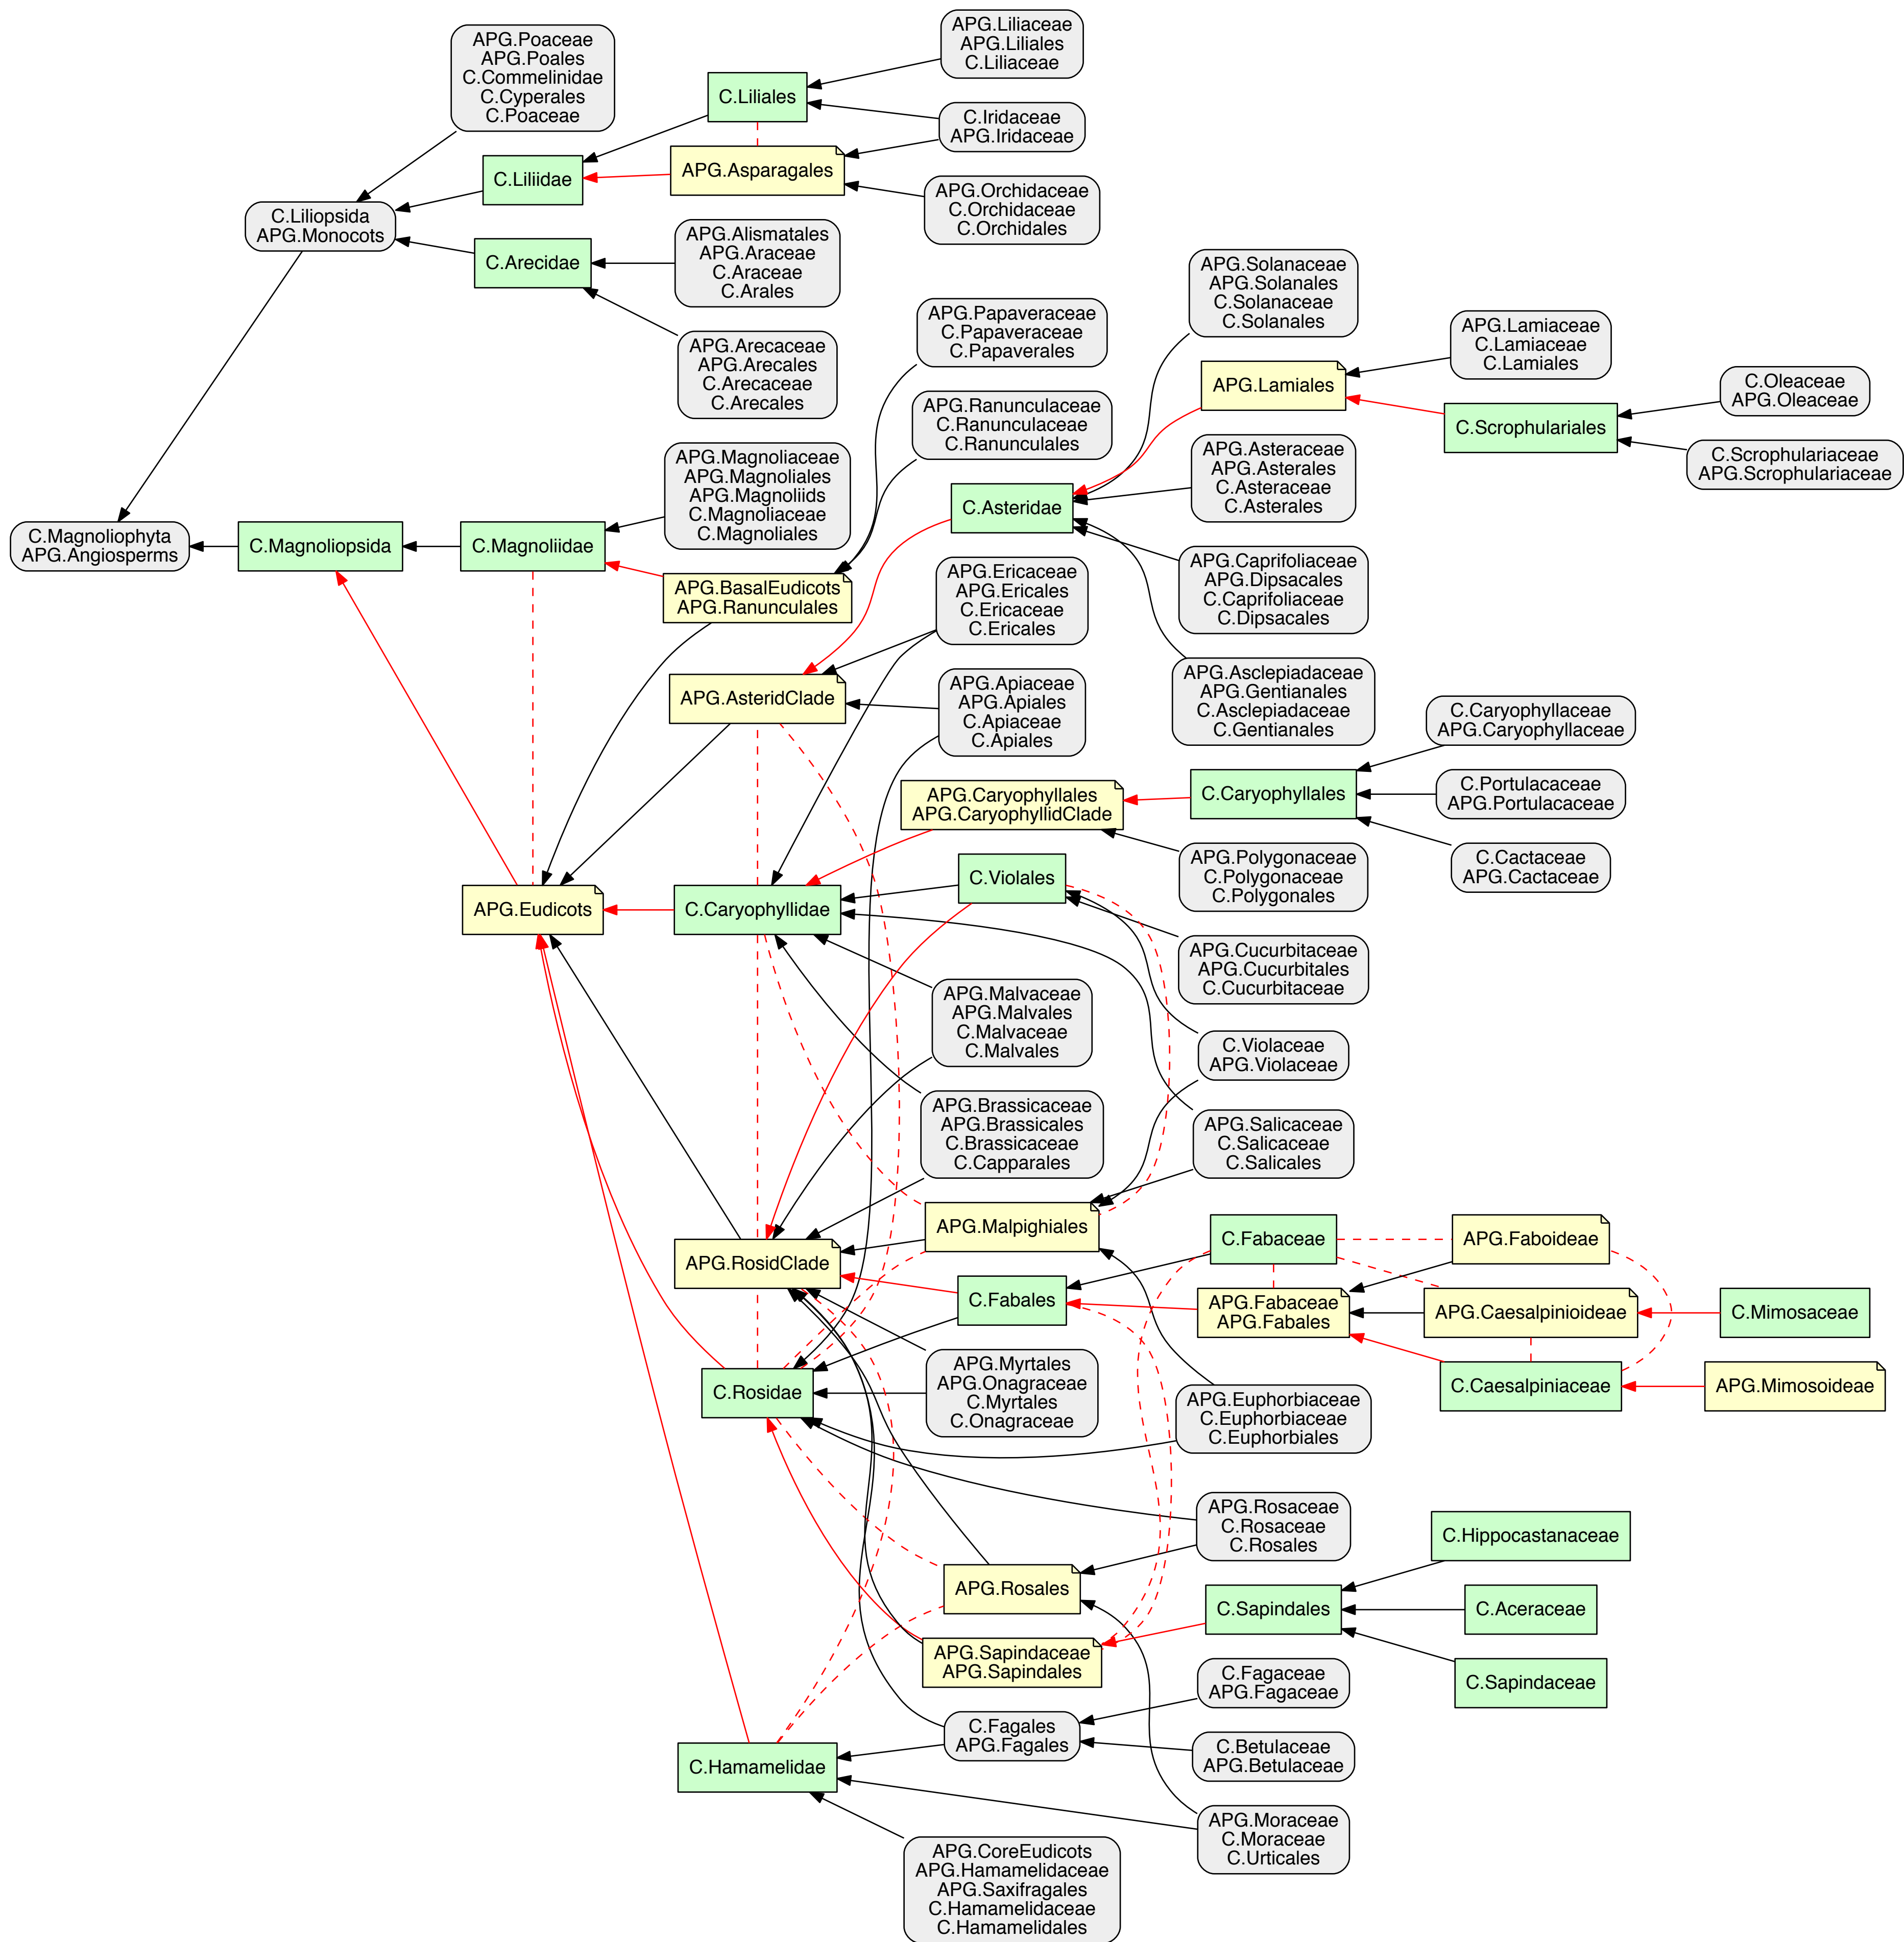 APG.Poaceae
APG.Poales
C.Commelinidae
C.Cyperales
C.Poaceae
APG.Liliaceae
APG.Liliales
C.Liliaceae
C.Liliales
C.Iridaceae
APG.Iridaceae
APG.Asparagales
C.Liliidae
APG.Orchidaceae
C.Orchidaceae
C.Orchidales
C.Liliopsida
APG.Monocots
C.Arecidae
APG.Alismatales
APG.Araceae
C.Araceae
C.Arales
APG.Arecaceae
APG.Arecales
C.Arecaceae
C.Arecales
APG.Solanaceae
APG.Solanales
C.Solanaceae
C.Solanales
APG.Papaveraceae
C.Papaveraceae
C.Papaverales
APG.Lamiaceae
C.Lamiaceae
C.Lamiales
APG.Lamiales
C.Oleaceae
APG.Oleaceae
C.Scrophulariales
C.Scrophulariaceae
APG.Scrophulariaceae
APG.Ranunculaceae
C.Ranunculaceae
C.Ranunculales
APG.Asteraceae
APG.Asterales
C.Asteraceae
C.Asterales
APG.Magnoliaceae
APG.Magnoliales
APG.Magnoliids
C.Magnoliaceae
C.Magnoliales
C.Asteridae
C.Magnoliophyta
APG.Angiosperms
C.Magnoliopsida
C.Magnoliidae
APG.BasalEudicots
APG.Ranunculales
APG.Ericaceae
APG.Ericales
C.Ericaceae
C.Ericales
APG.Caprifoliaceae
APG.Dipsacales
C.Caprifoliaceae
C.Dipsacales
APG.AsteridClade
APG.Apiaceae
APG.Apiales
C.Apiaceae
C.Apiales
APG.Asclepiadaceae
APG.Gentianales
C.Asclepiadaceae
C.Gentianales
C.Caryophyllaceae
APG.Caryophyllaceae
APG.Caryophyllales
APG.CaryophyllidClade
C.Caryophyllales
C.Portulacaceae
APG.Portulacaceae
C.Cactaceae
APG.Cactaceae
APG.Polygonaceae
C.Polygonaceae
C.Polygonales
C.Violales
APG.Eudicots
C.Caryophyllidae
APG.Cucurbitaceae
APG.Cucurbitales
C.Cucurbitaceae
APG.Malvaceae
APG.Malvales
C.Malvaceae
C.Malvales
C.Violaceae
APG.Violaceae
APG.Brassicaceae
APG.Brassicales
C.Brassicaceae
C.Capparales
APG.Salicaceae
C.Salicaceae
C.Salicales
APG.Malpighiales
APG.RosidClade
C.Fabaceae
APG.Faboideae
C.Fabales
APG.Fabaceae
APG.Fabales
APG.Caesalpinioideae
C.Mimosaceae
C.Rosidae
APG.Myrtales
APG.Onagraceae
C.Myrtales
C.Onagraceae
C.Caesalpiniaceae
APG.Mimosoideae
APG.Euphorbiaceae
C.Euphorbiaceae
C.Euphorbiales
APG.Rosaceae
C.Rosaceae
C.Rosales
C.Hippocastanaceae
APG.Rosales
C.Sapindales
C.Aceraceae
APG.Sapindaceae
APG.Sapindales
C.Sapindaceae
C.Fagaceae
APG.Fagaceae
C.Fagales
APG.Fagales
C.Betulaceae
APG.Betulaceae
C.Hamamelidae
APG.Moraceae
C.Moraceae
C.Urticales
APG.CoreEudicots
APG.Hamamelidaceae
APG.Saxifragales
C.Hamamelidaceae
C.Hamamelidales